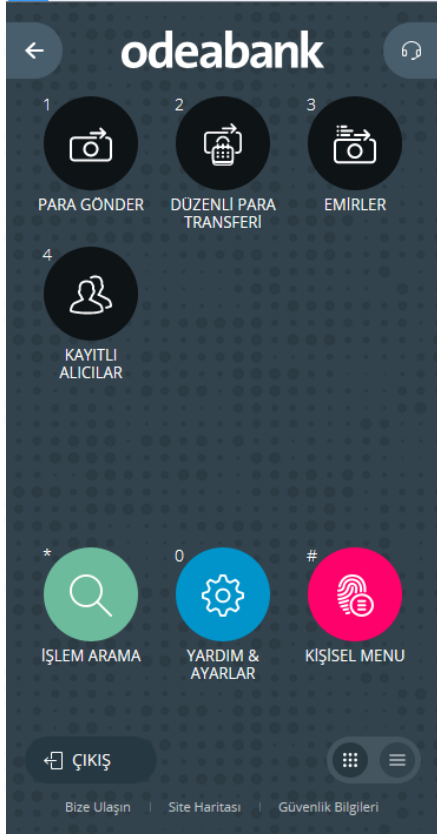 odeabank
1
2
3
PARA GÖNDER
DÜZENLİ PARA
TRANSFERİ
EMİRLER
4
KAYITLI
ALICILAR
*
0
#
İŞLEM ARAMA
YARDIM &
AYARLAR
KİŞİSEL MENU
ÇIKIŞ
Bize Ulaşın
Site Haritası
Güvenlik Bilgileri